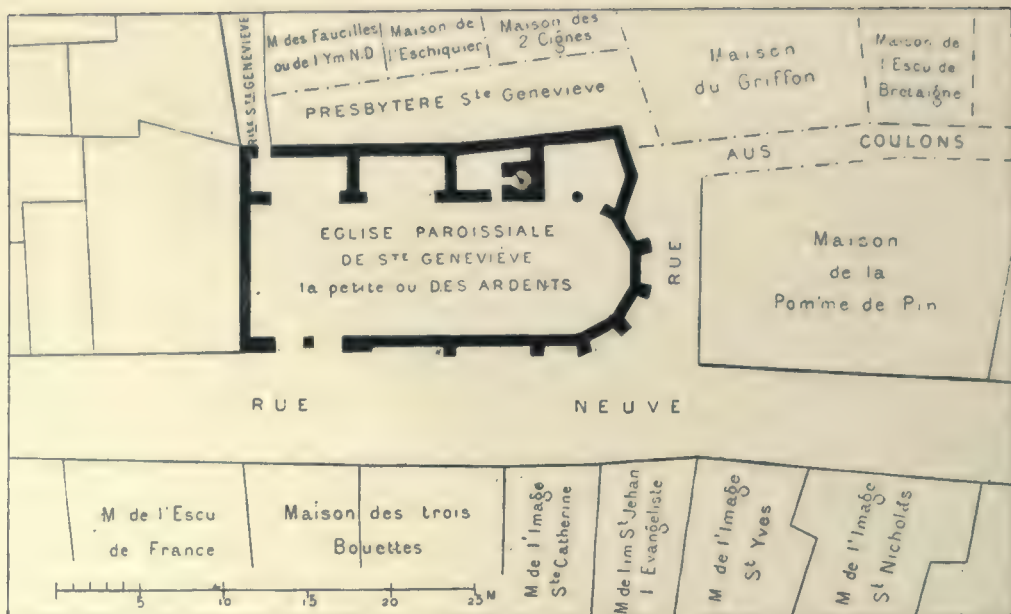 M des Faucilles
ou de l'Ym N.D
Maison de
l'Eschiquier
Maison des
2 Cignes
Maison
du Griffon
Maison de
l'Escu de
Bretaigne
RLLE STE GENEVIEVE
PRESBYTERE Ste Genevieve
AUS COULONS
RUE
EGLISE PAROISSIALE
DE STE GENEVIÈVE
la petite ou DES ARDENTS
Maison
de la
Pomme de Pin
RUE NEUVE
M de l'Escu
de France
Maison des trois
Bouettes
M de l'Image
Ste Catherine
M de l im St Jehan
l Evangeliste
M de l'Image
St Yves
M de l'Image
St Nicholas
5 10 15 20 25 M